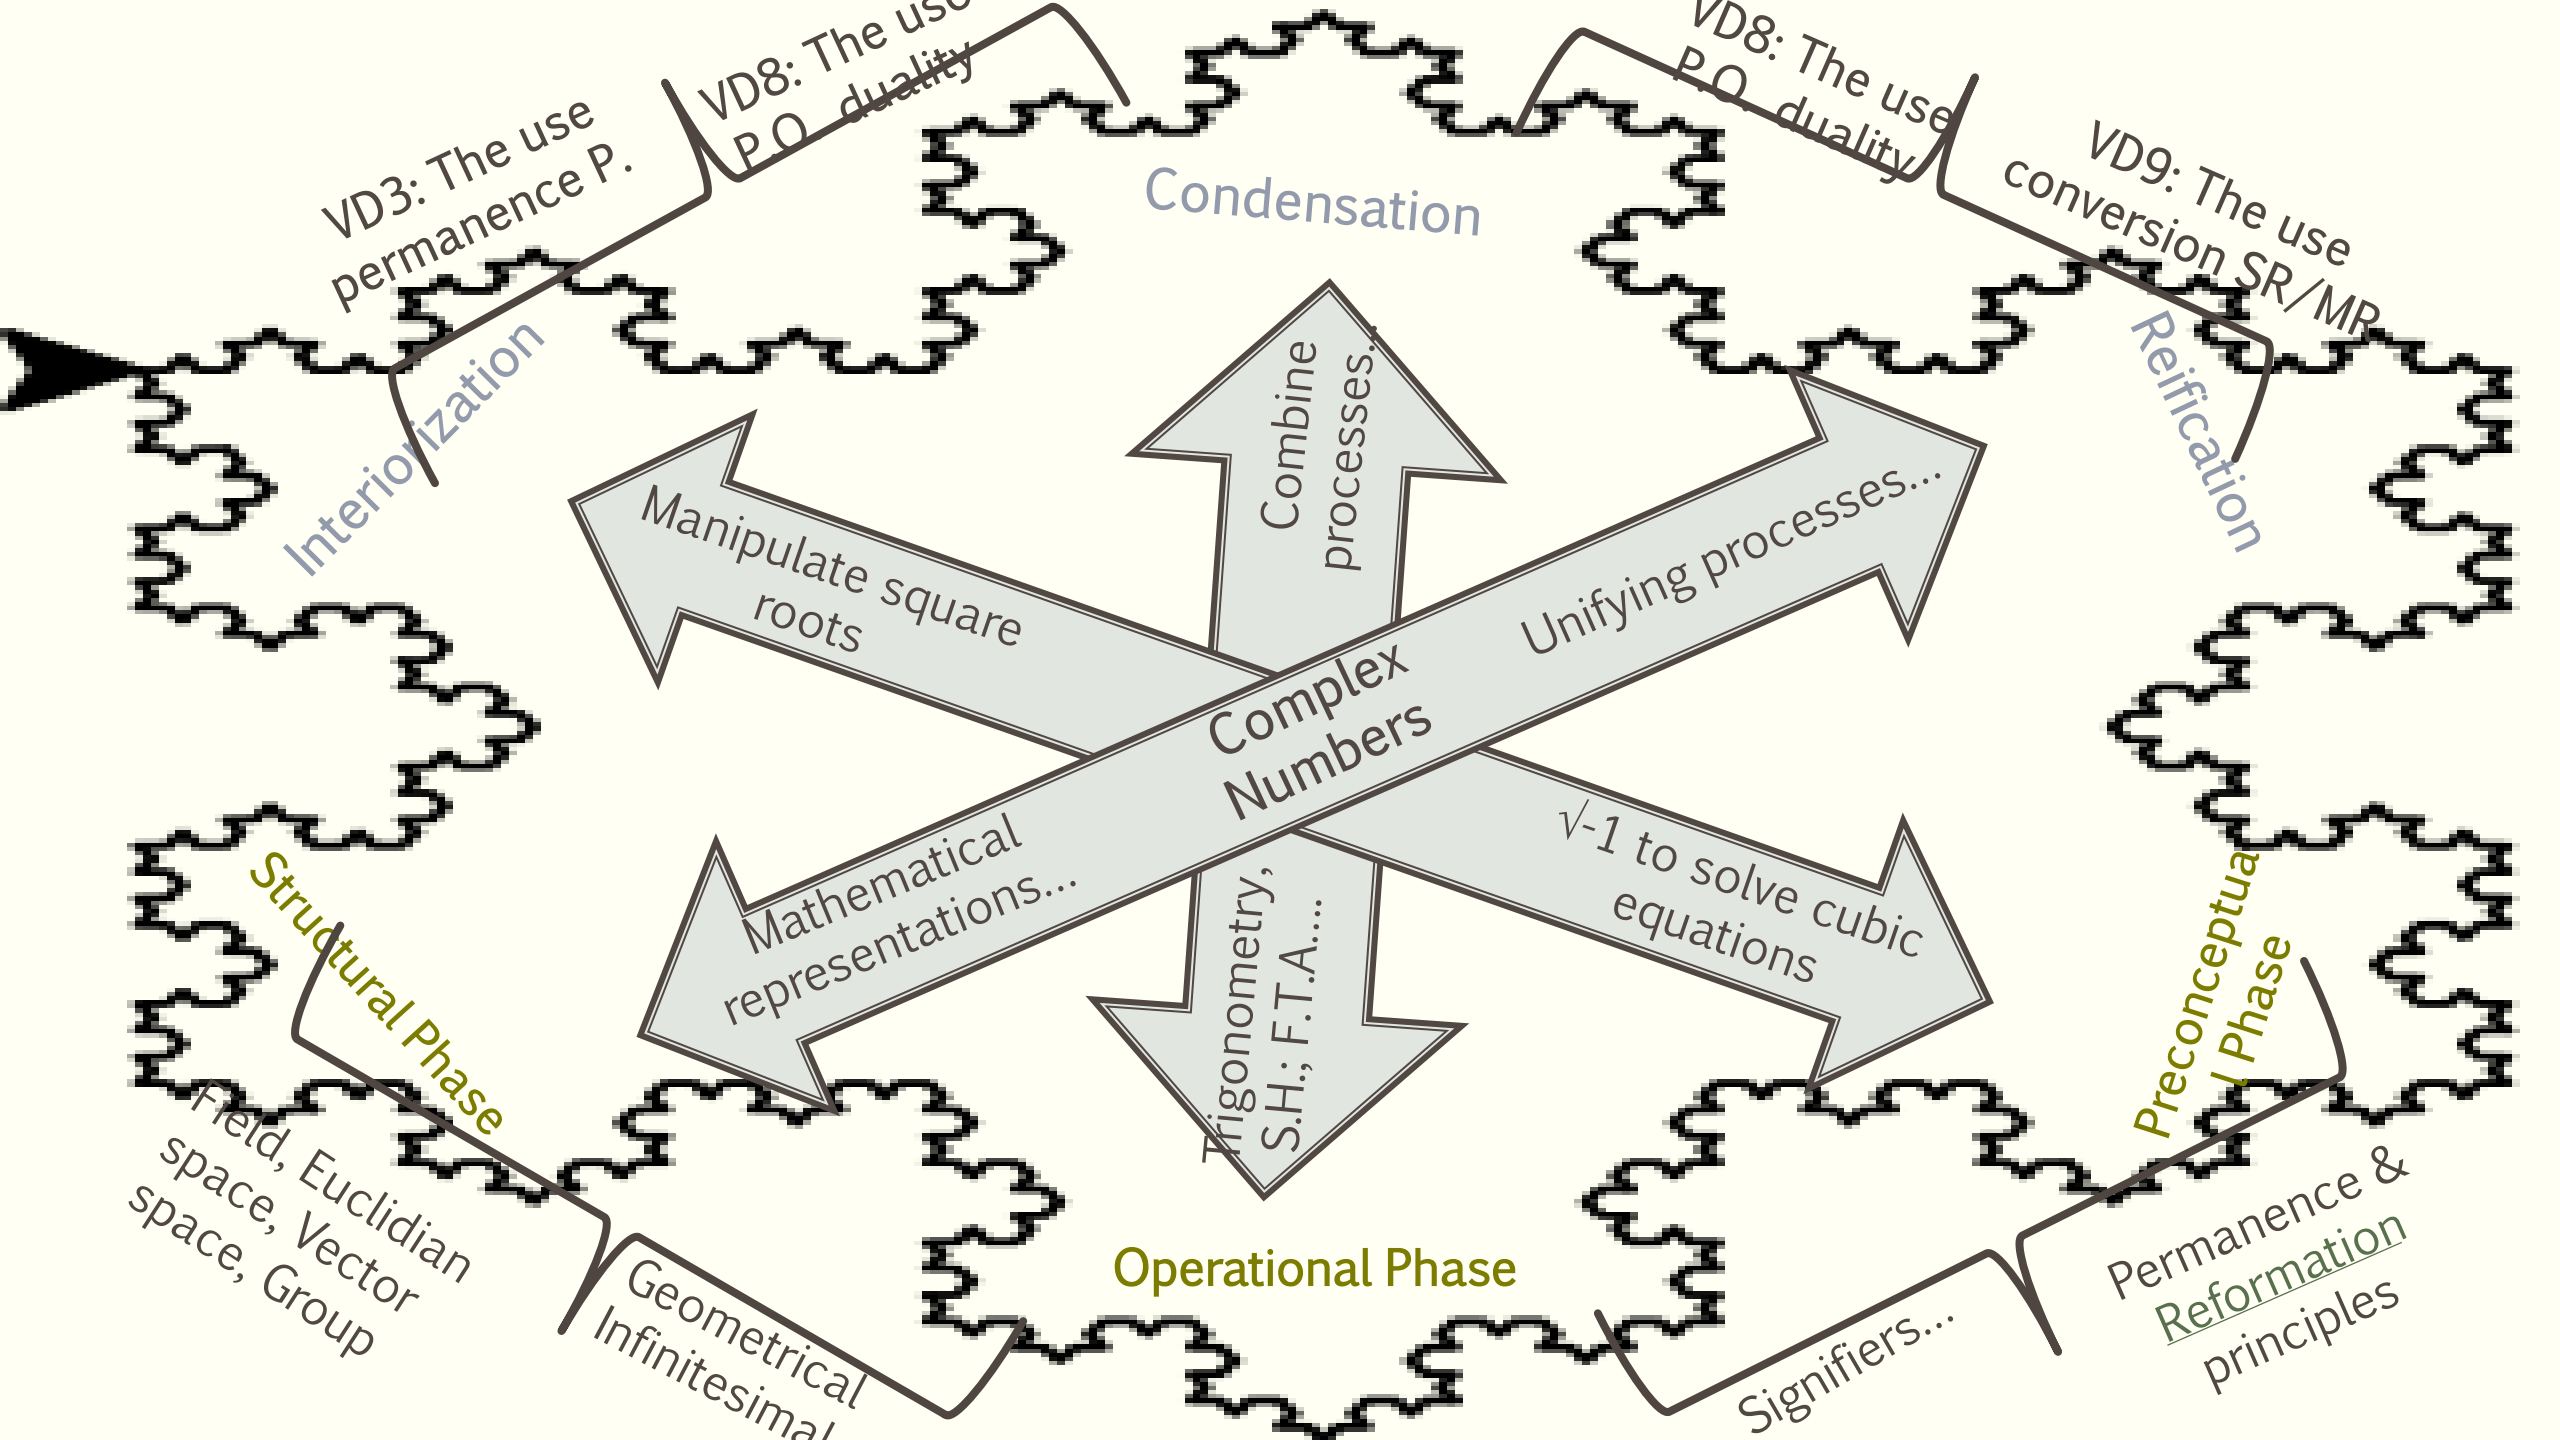 VD3: The use
permanence P.
VD8: The use
P.O. duality
VD8: The use
P.O. duality
VD9: The use
conversion SR/MR
Condensation
Interiorization
Reification
Combine
processes...
Manipulate square
roots
Unifying processes...
Complex
Numbers
Mathematical
representations...
√-1 to solve cubic
equations
Trigonometry,
S.H.; F.T.A....
Structural Phase
Preconceptua
l Phase
Operational Phase
Field, Euclidian
space, Vector
space, Group
Geometrical
Infinitesimal
Signifiers...
Permanence &
Reformation
principles